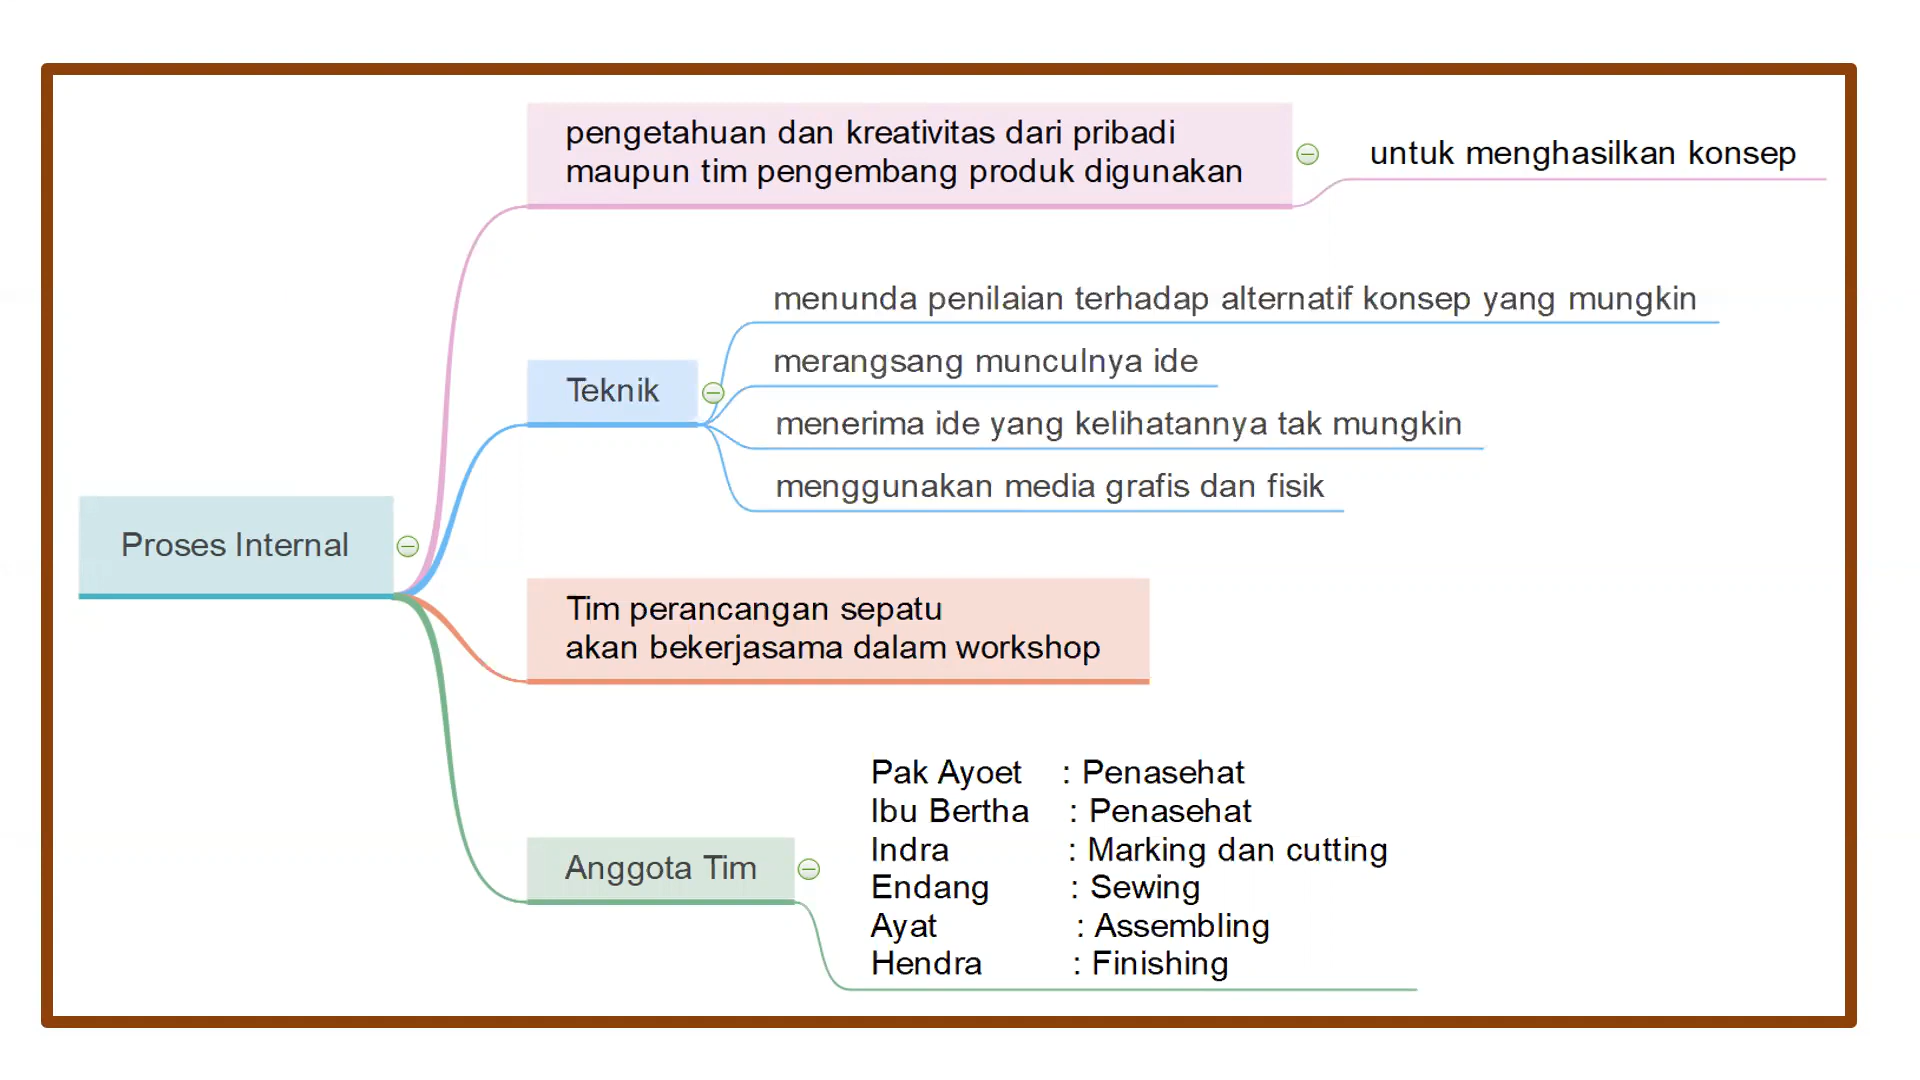 pengetahuan dan kreativitas dari pribadi
maupun tim pengembang produk digunakan
untuk menghasilkan konsep
Teknik
menunda penilaian terhadap alternatif konsep yang mungkin
merangsang munculnya ide
menerima ide yang kelihatannya tak mungkin
menggunakan media grafis dan fisik
Proses Internal
Tim perancangan sepatu
akan bekerjasama dalam workshop
Anggota Tim
Pak Ayoet : Penasehat
Ibu Bertha : Penasehat
Indra : Marking dan cutting
Endang : Sewing
Ayat : Assembling
Hendra : Finishing